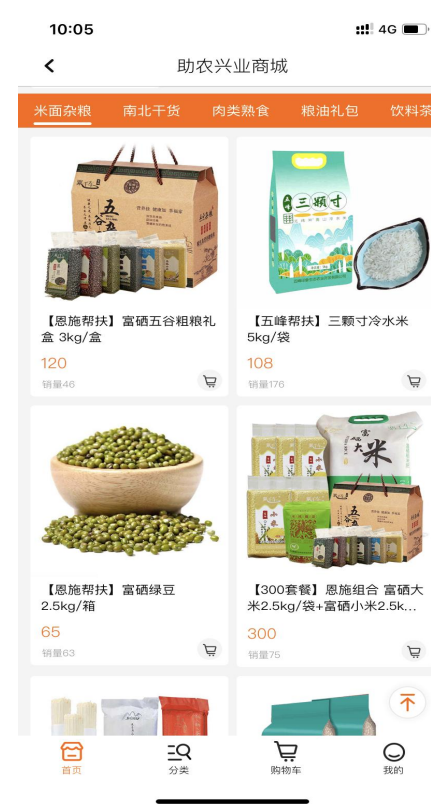 10:05
4G
助农兴业商城
米面杂粮 南北干货 肉类熟食 粮油礼包 饮料茶
五谷
三颗寸
【恩施帮扶】富硒五谷粗粮礼
盒 3kg/盒
120
销量46
【五峰帮扶】三颗寸冷水米
5kg/袋
108
销量176
富硒
大米
小米
五谷
【恩施帮扶】富硒绿豆
2.5kg/箱
65
销量63
【300套餐】恩施组合 富硒大
米2.5kg/袋+富硒小米2.5k...
300
销量75
首页 分类 购物车 我的